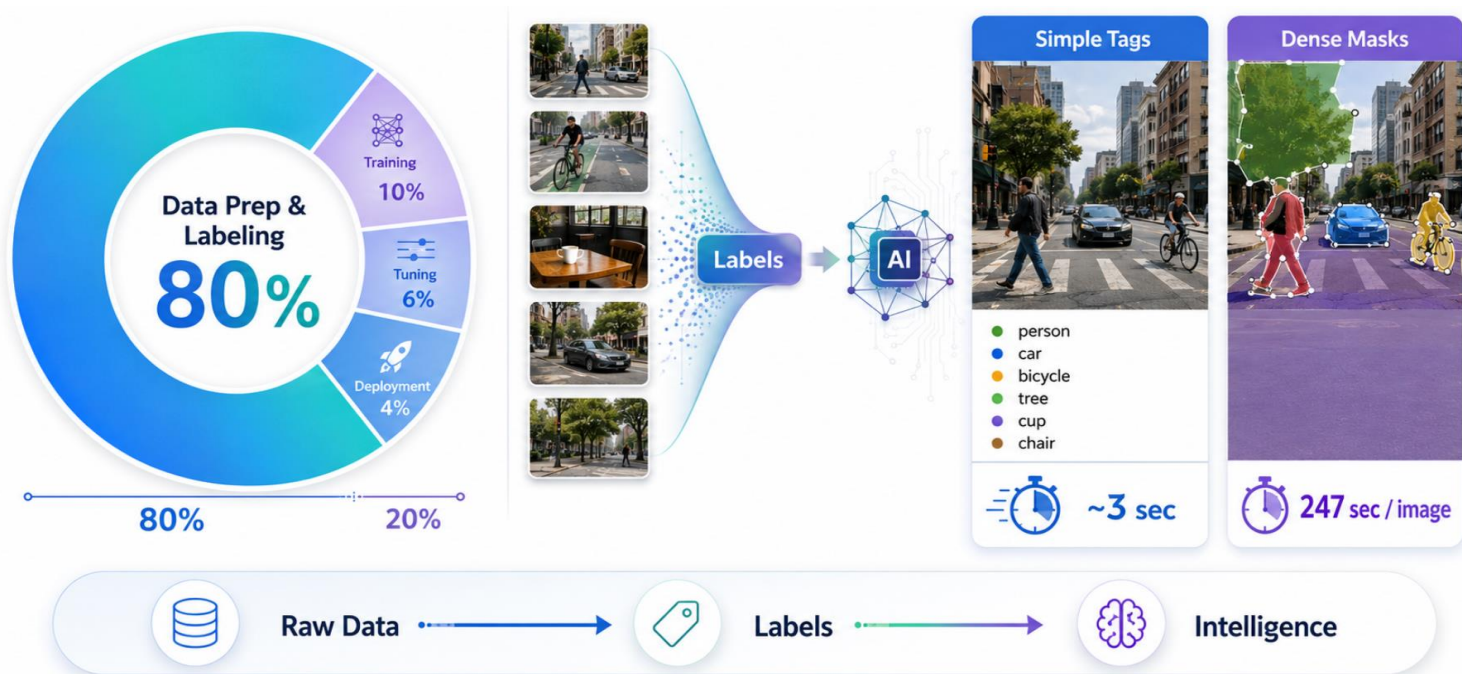 Data Prep &
Labeling
80%
Training
10%
Tuning
6%
Deployment
4%
80%
20%
Labels
AI
Simple Tags
person
car
bicycle
tree
cup
chair
~3 sec
Dense Masks
247 sec / image
Raw Data
Labels
Intelligence